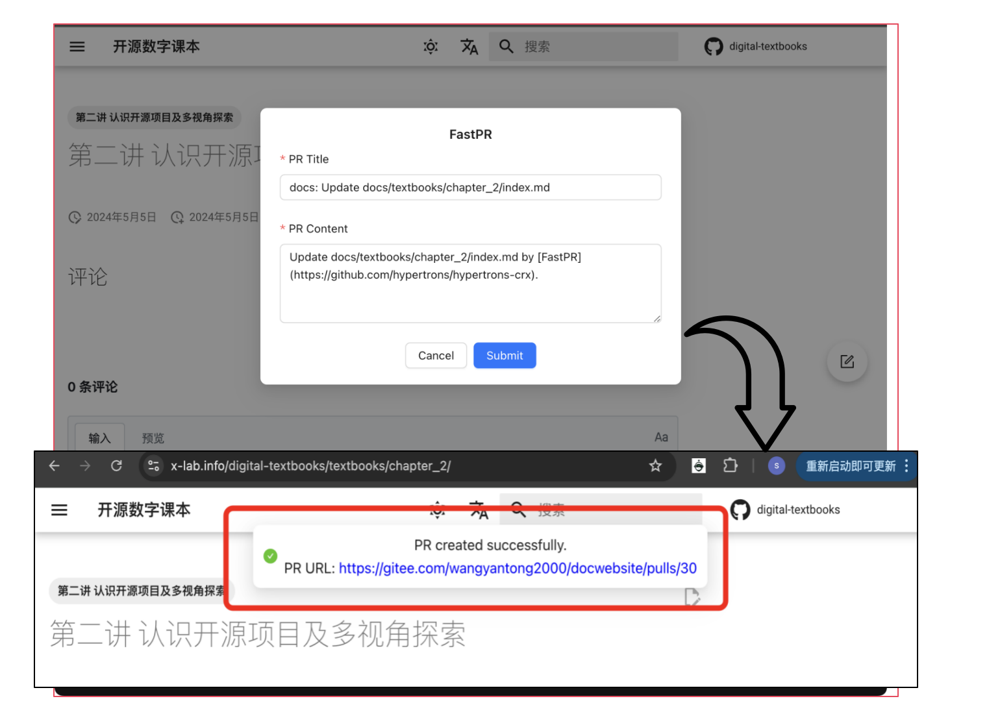 开源数字课本
搜索
digital-textbooks
第二讲 认识开源项目及多视角探索
第二讲 认识开源项
2024年5月5日 2024年5月5日
评论
0 条评论
输入 预览 Aa
FastPR
* PR Title
docs: Update docs/textbooks/chapter_2/index.md
* PR Content
Update docs/textbooks/chapter_2/index.md by [FastPR]
(https://github.com/hypertrons/hypertrons-crx).
Cancel Submit
x-lab.info/digital-textbooks/textbooks/chapter_2/
s
重新启动即可更新
开源数字课本
搜索
digital-textbooks
PR created successfully.
PR URL: https://gitee.com/wangyantong2000/docwebsite/pulls/30
第二讲 认识开源项目及多视角探索
第二讲 认识开源项目及多视角探索